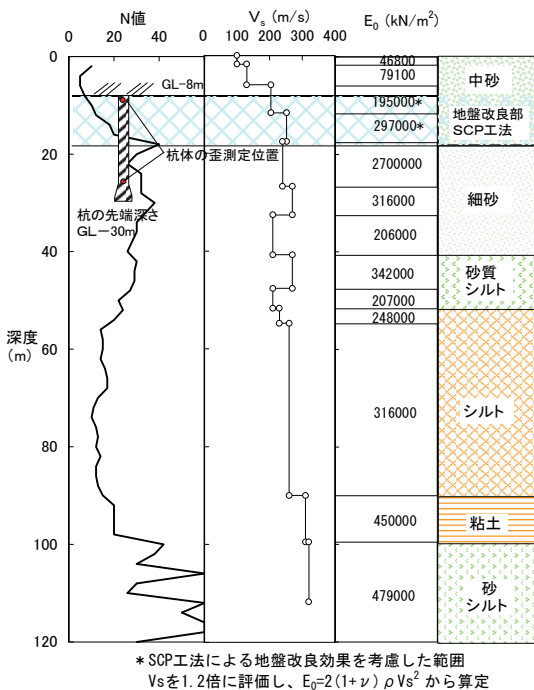 N値
0 20 40 60
V_s (m/s)
0 100 200 300 400
E_0 (kN/m²)
深度
(m)
0
20
40
60
80
100
120
GL-8m
杭体の歪測定位置
杭の先端深さ
GL－30m
46800
79100
195000*
297000*
2700000
316000
206000
342000
207000
248000
316000
450000
479000
中砂
地盤改良部
SCP工法
細砂
砂質
シルト
シルト
粘土
砂
シルト
* SCP工法による地盤改良効果を考慮した範囲
Vsを1.2倍に評価し、E_0=2(1+ν) ρ Vs² から算定